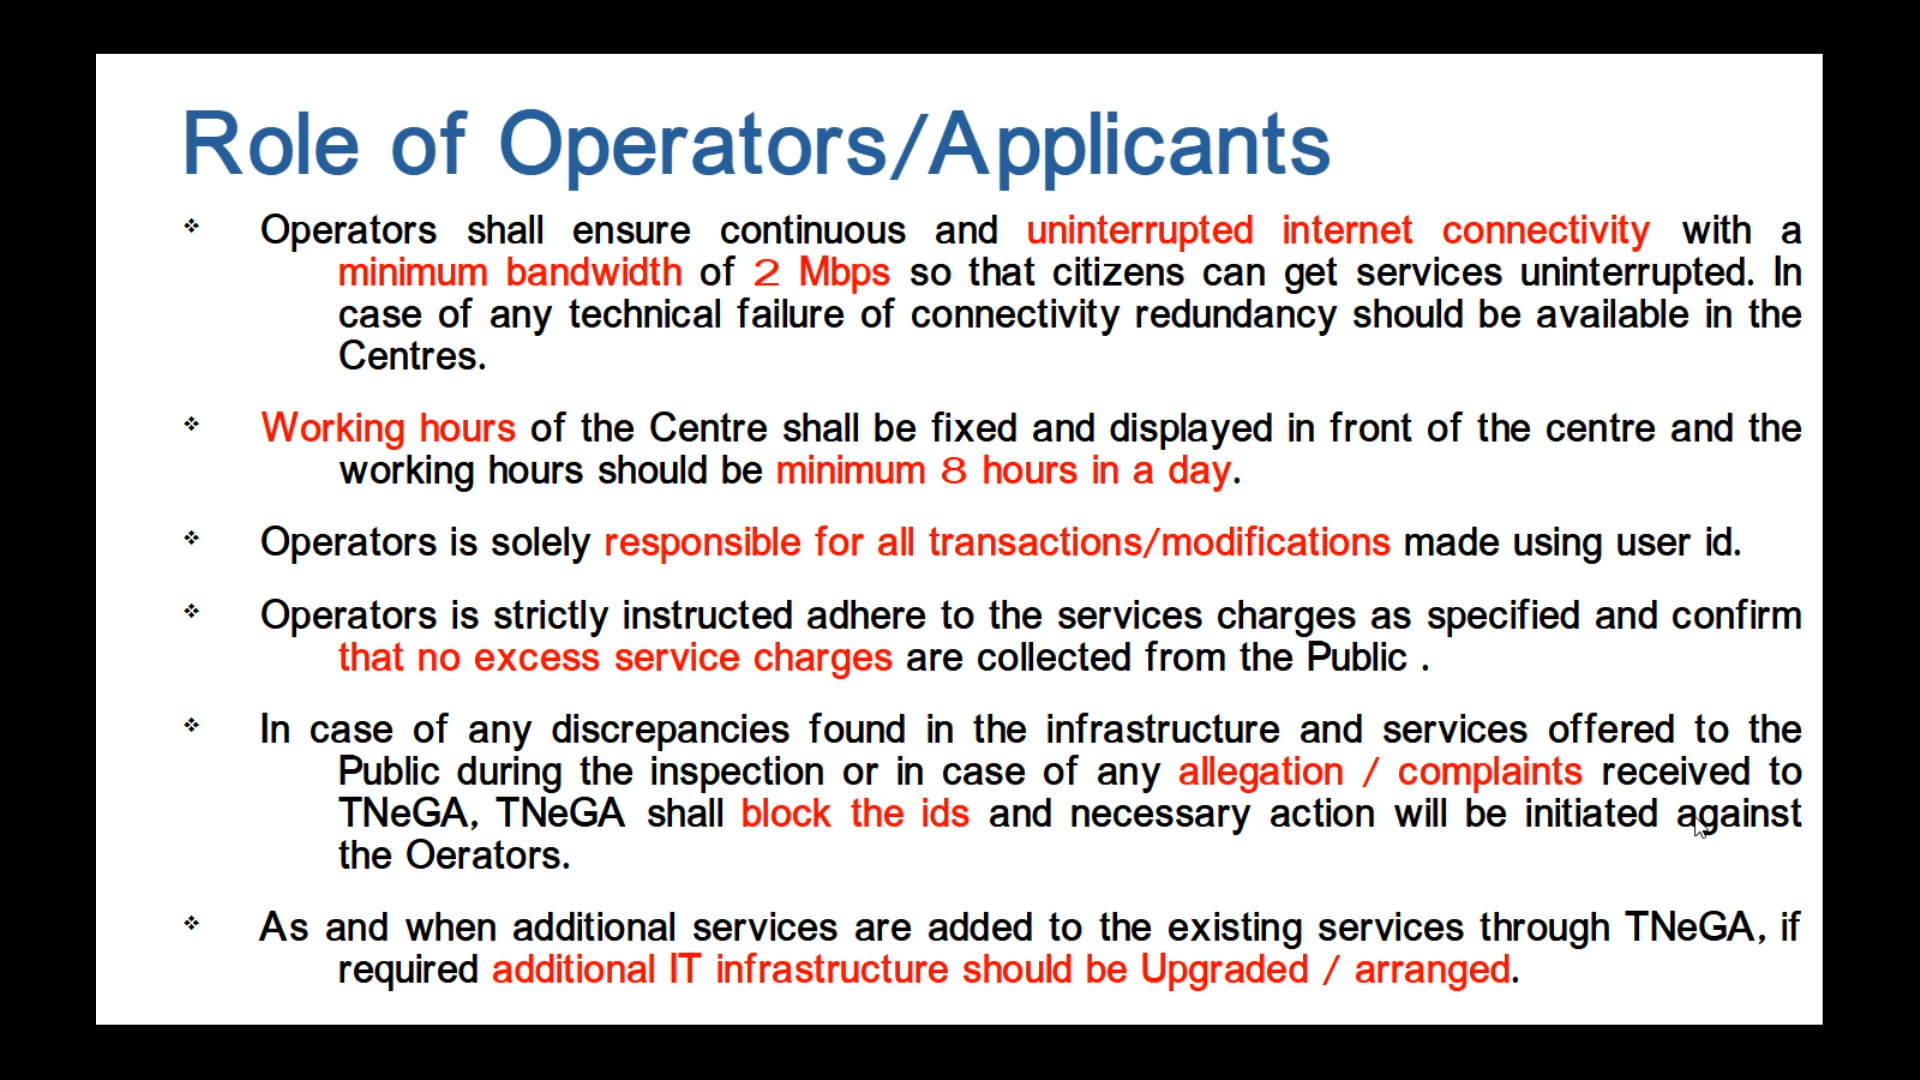 Role of Operators/Applicants
❖ Operators shall ensure continuous and uninterrupted internet connectivity with a
minimum bandwidth of 2 Mbps so that citizens can get services uninterrupted. In
case of any technical failure of connectivity redundancy should be available in the
Centres.
❖ Working hours of the Centre shall be fixed and displayed in front of the centre and the
working hours should be minimum 8 hours in a day.
❖ Operators is solely responsible for all transactions/modifications made using user id.
❖ Operators is strictly instructed adhere to the services charges as specified and confirm
that no excess service charges are collected from the Public .
❖ In case of any discrepancies found in the infrastructure and services offered to the
Public during the inspection or in case of any allegation / complaints received to
TNeGA, TNeGA shall block the ids and necessary action will be initiated against
the Oerators.
❖ As and when additional services are added to the existing services through TNeGA, if
required additional IT infrastructure should be Upgraded / arranged.